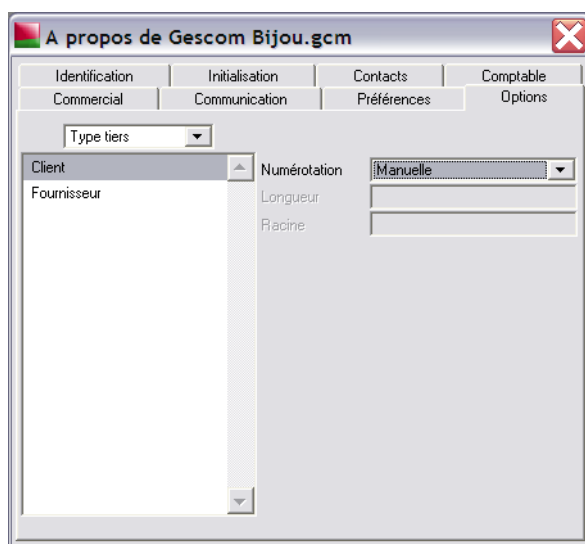 A propos de Gescom Bijou.gcm
Identification Initialisation Contacts Comptable
Commercial Communication Préférences Options
Type tiers
Client
Fournisseur
Numérotation Manuelle
Longueur
Racine